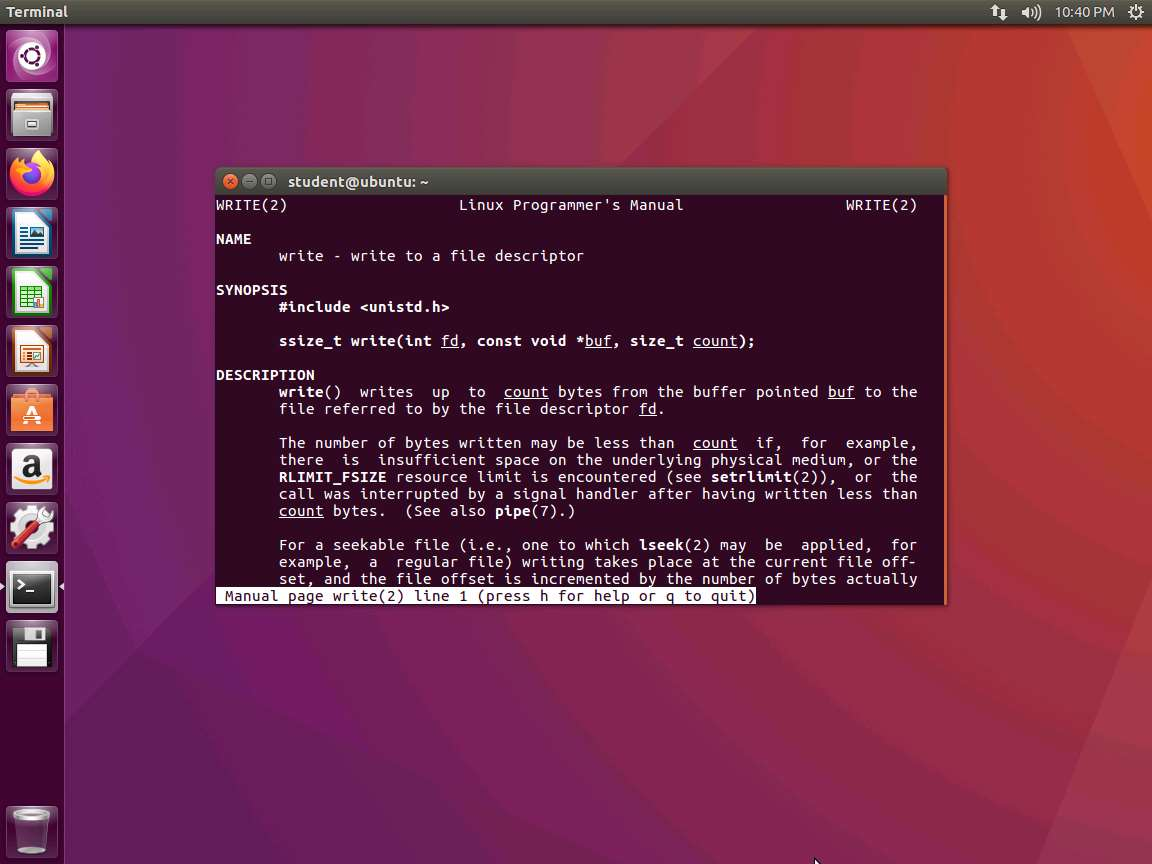 Terminal
10:40 PM
student@ubuntu: ~
WRITE(2)                   Linux Programmer's Manual                  WRITE(2)
NAME
write - write to a file descriptor
SYNOPSIS
#include <unistd.h>
ssize_t write(int fd, const void *buf, size_t count);
DESCRIPTION
write()  writes  up  to  count bytes from the buffer pointed buf to the
file referred to by the file descriptor fd.
The number of bytes written may be less than  count  if,  for  example,
there  is  insufficient space on the underlying physical medium, or the
RLIMIT_FSIZE resource limit is encountered (see setrlimit(2)),  or  the
call was interrupted by a signal handler after having written less than
count bytes.  (See also pipe(7).)
For a seekable file (i.e., one to which lseek(2) may  be  applied,  for
example,  a  regular file) writing takes place at the current file off-
set, and the file offset is incremented by the number of bytes actually
Manual page write(2) line 1 (press h for help or q to quit)